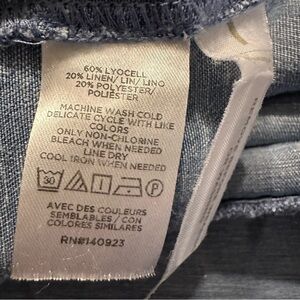 60% LYOCELL
20% LINEN/ LIN/ LINO
20% POLYESTER/
POLIÉSTER
MACHINE WASH COLD
DELICATE CYCLE WITH LIKE
COLORS
ONLY NON-CHLORINE
BLEACH WHEN NEEDED
LINE DRY
COOL IRON WHEN NEEDED
30 P
AVEC DES COULEURS
SEMBLABLES / CON
COLORES SIMILARES
RN#140923